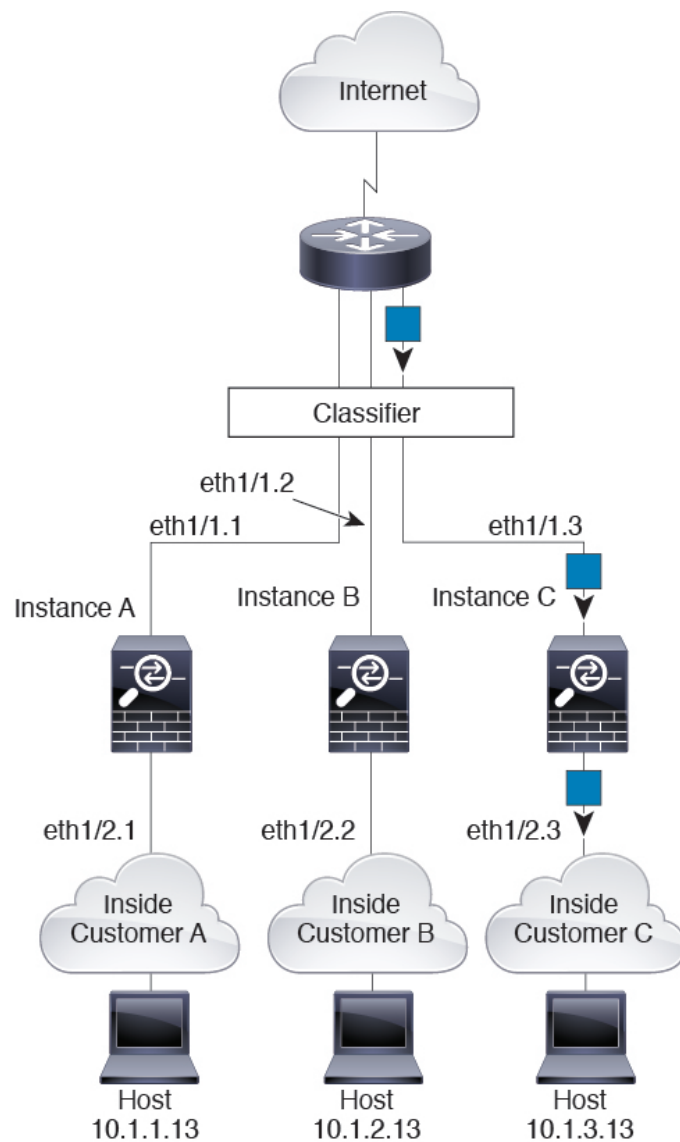 Internet
Classifier
eth1/1.2
eth1/1.1
eth1/1.3
Instance A
Instance B
Instance C
eth1/2.1
eth1/2.2
eth1/2.3
Inside
Customer A
Inside
Customer B
Inside
Customer C
Host
10.1.1.13
Host
10.1.2.13
Host
10.1.3.13